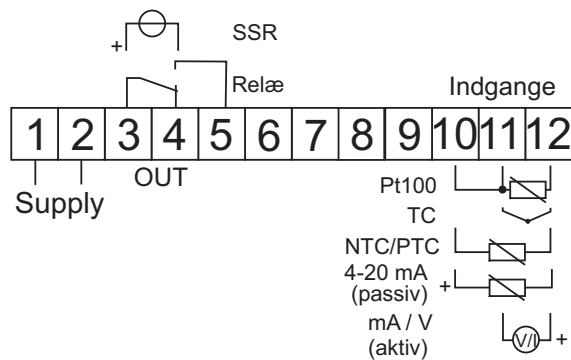 + SSR
Relæ
Indgange
1 2 3 4 5 6 7 8 9 10 11 12
OUT
Supply
Pt100
TC
NTC/PTC
4-20 mA
(passiv) +
mA / V
(aktiv) V/I +